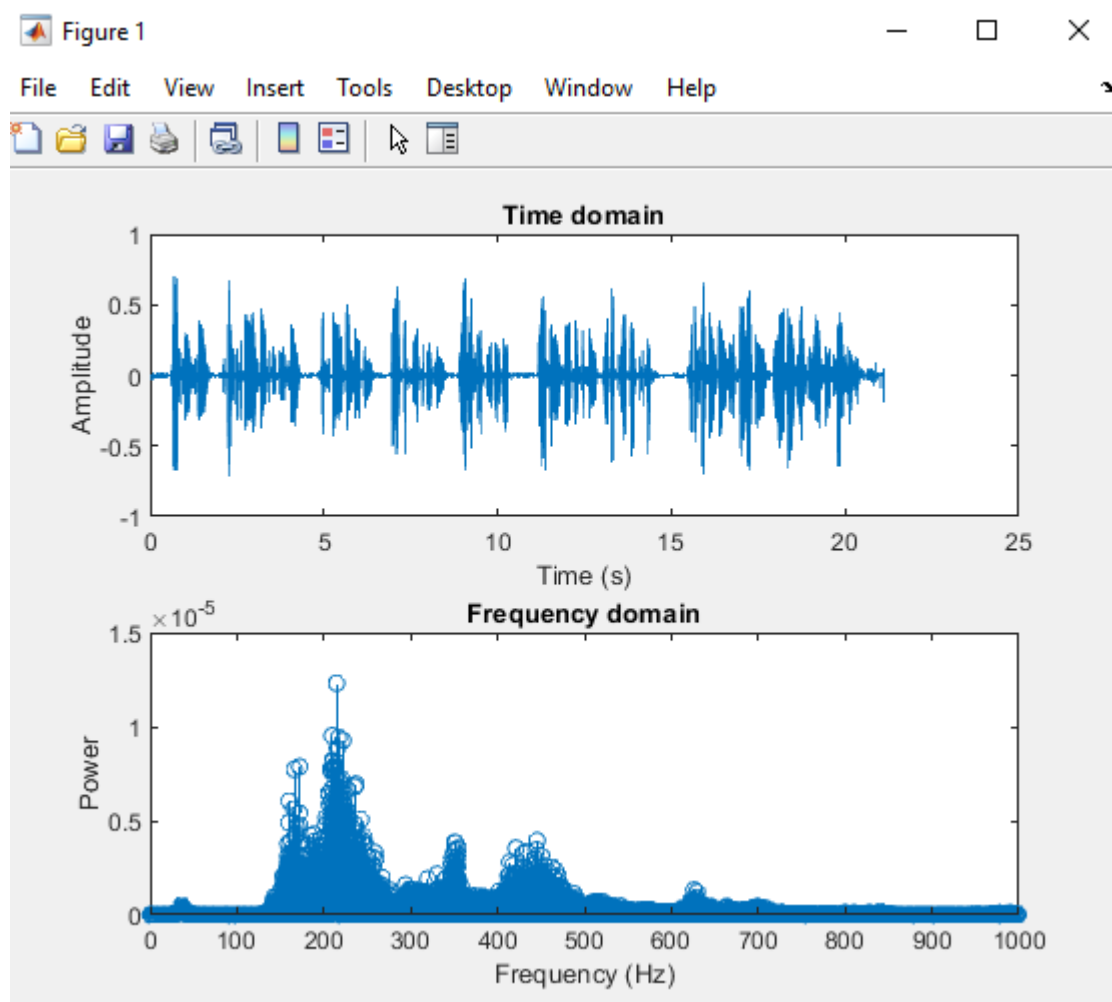 Figure 1
File Edit View Insert Tools Desktop Window Help
Time domain
1
0.5
0
-0.5
-1
Amplitude
0 5 10 15 20 25
Time (s)
×10^-5
Frequency domain
1.5
1
0.5
0
Power
0 100 200 300 400 500 600 700 800 900 1000
Frequency (Hz)